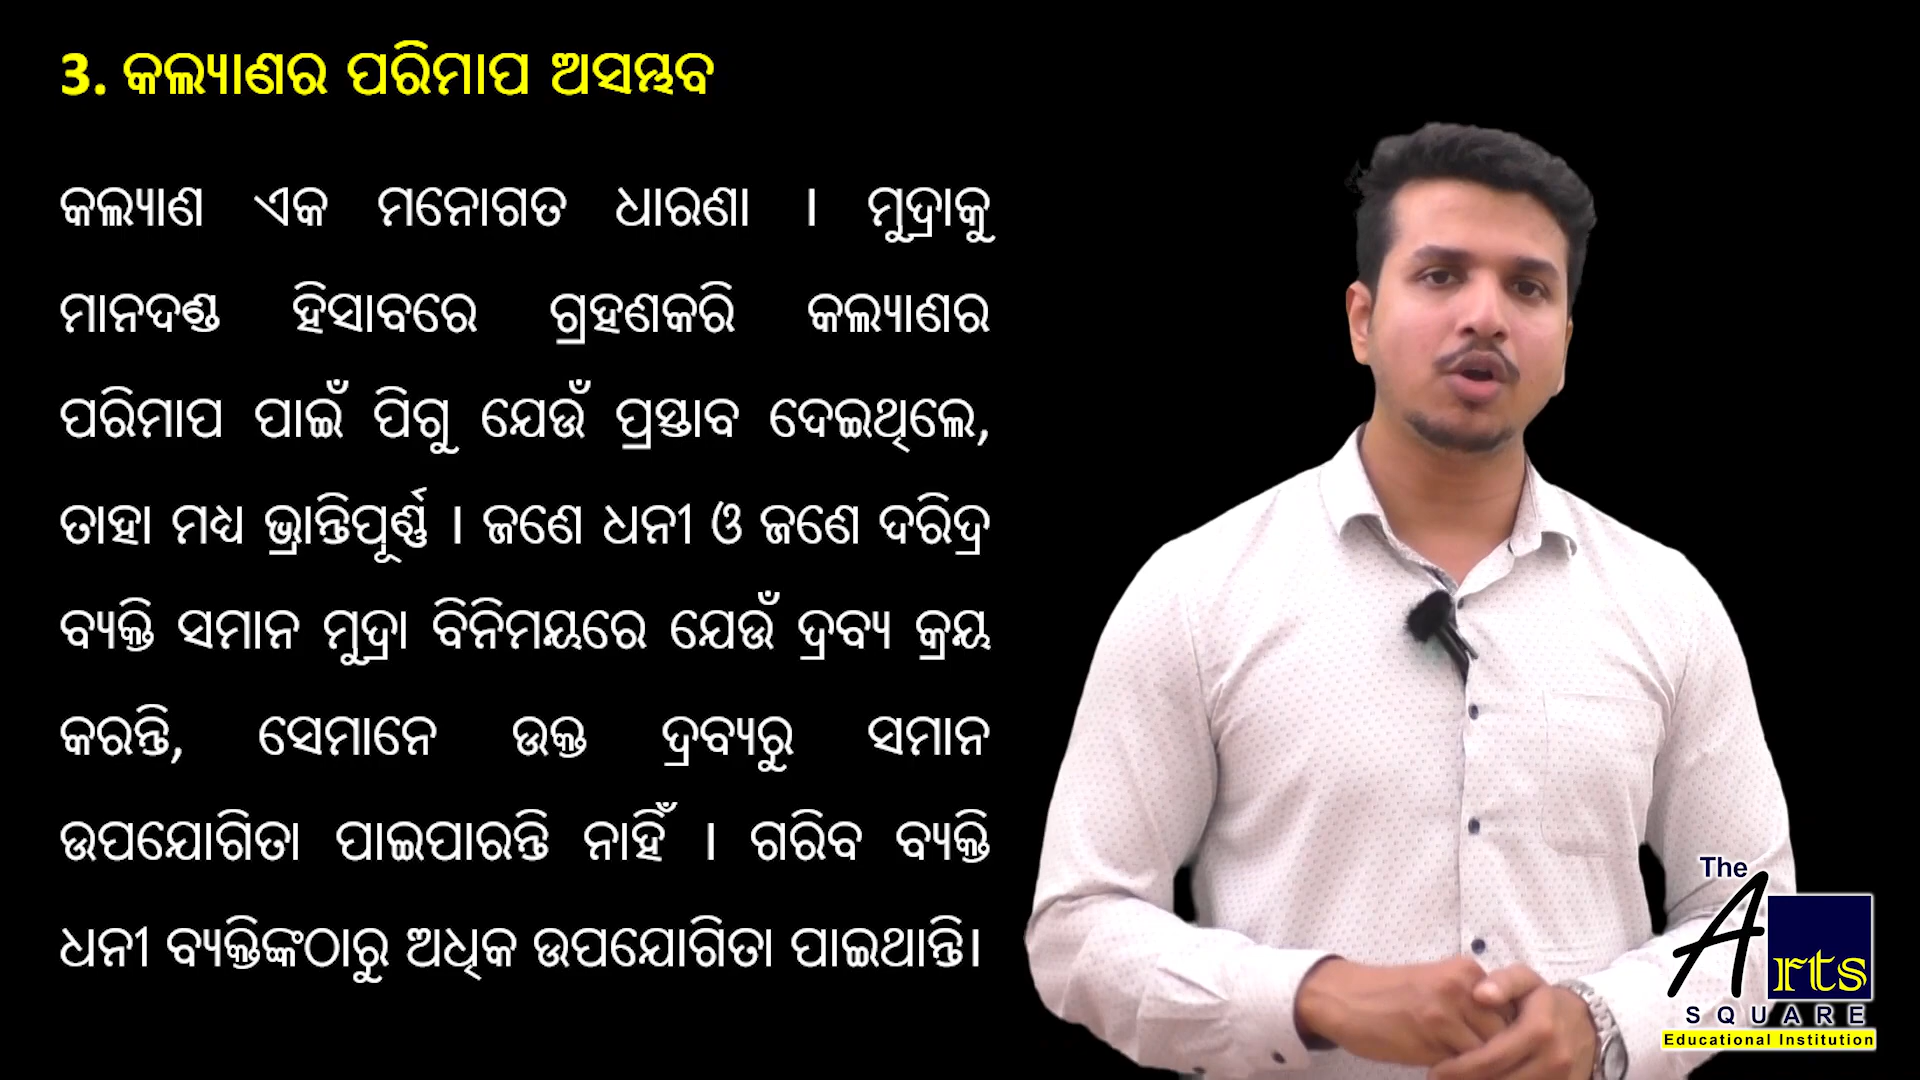 3. କଲ୍ୟାଣର ପରିମାପ ଅସମ୍ଭବ
କଲ୍ୟାଣ ଏକ ମନୋଗତ ଧାରଣା । ମୁଦ୍ରାକୁ
ମାନଦଣ୍ଡ ହିସାବରେ ଗ୍ରହଣକରି କଲ୍ୟାଣର
ପରିମାପ ପାଇଁ ପିଗୁ ଯେଉଁ ପ୍ରସ୍ତାବ ଦେଇଥିଲେ,
ତାହା ମଧ୍ୟ ଭ୍ରାନ୍ତିପୂର୍ଣ୍ଣ । ଜଣେ ଧନୀ ଓ ଜଣେ ଦରିଦ୍ର
ବ୍ୟକ୍ତି ସମାନ ମୁଦ୍ରା ବିନିମୟରେ ଯେଉଁ ଦ୍ରବ୍ୟ କ୍ରୟ
କରନ୍ତି, ସେମାନେ ଉକ୍ତ ଦ୍ରବ୍ୟରୁ ସମାନ
ଉପଯୋଗିତା ପାଇପାରନ୍ତି ନାହିଁ । ଗରିବ ବ୍ୟକ୍ତି
ଧନୀ ବ୍ୟକ୍ତିଙ୍କଠାରୁ ଅଧିକ ଉପଯୋଗିତା ପାଇଥାନ୍ତି।
The
Arts
SQUARE
Educational Institution